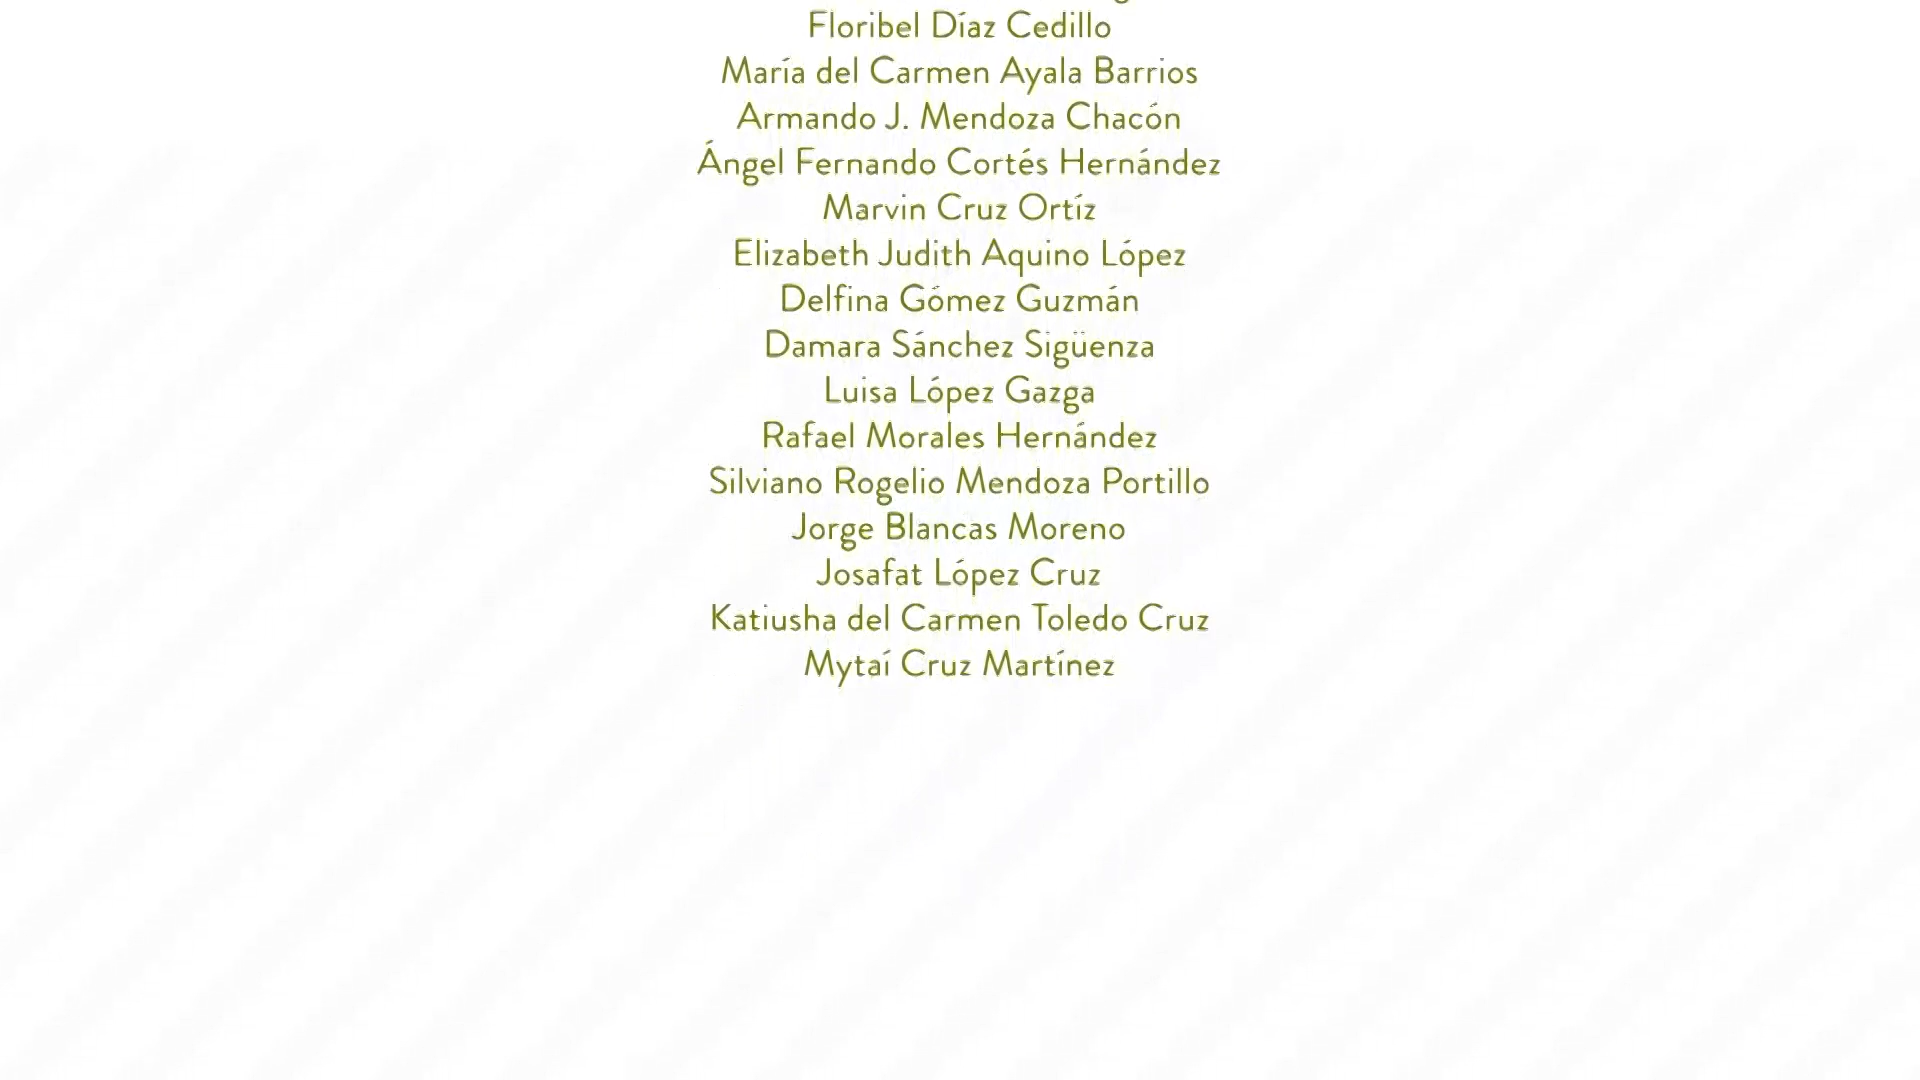 Floribel Díaz Cedillo
María del Carmen Ayala Barrios
Armando J. Mendoza Chacón
Ángel Fernando Cortés Hernández
Marvin Cruz Ortíz
Elizabeth Judith Aquino López
Delfina Gómez Guzmán
Damara Sánchez Sigüenza
Luisa López Gazga
Rafael Morales Hernández
Silviano Rogelio Mendoza Portillo
Jorge Blancas Moreno
Josafat López Cruz
Katiusha del Carmen Toledo Cruz
Mytaí Cruz Martínez